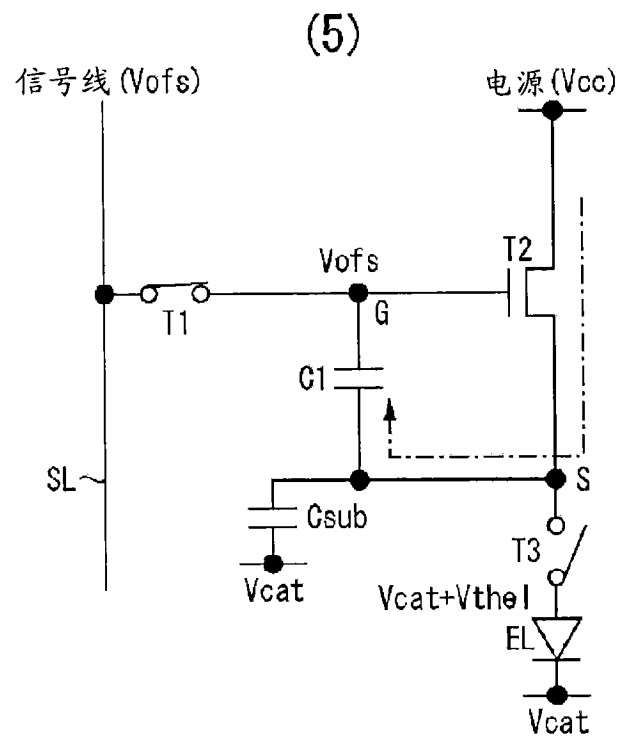 (5)
信号线(Vofs)
电源(Vcc)
T2
Vofs
G
T1
C1
SL
S
Csub
T3
Vcat
Vcat+Vthel
EL
Vcat